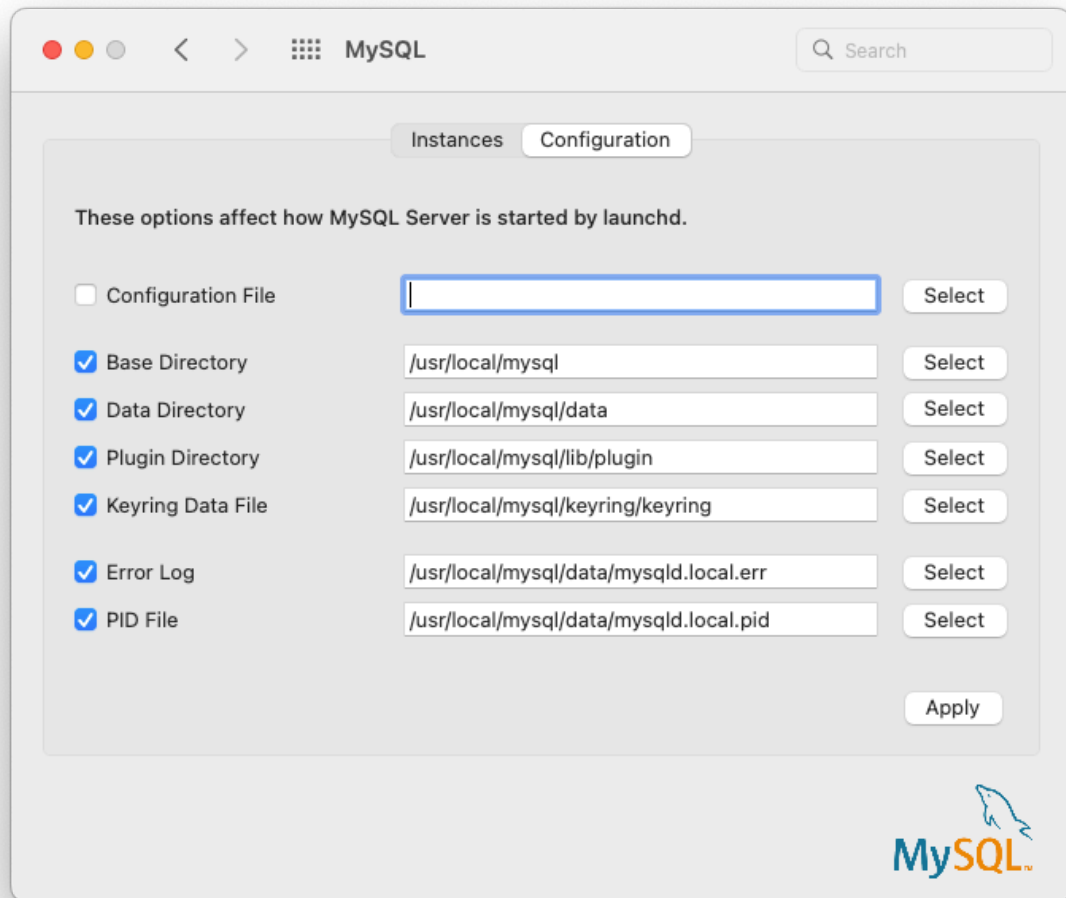 MySQL
Search
Instances Configuration
These options affect how MySQL Server is started by launchd.
Configuration File Select
Base Directory /usr/local/mysql Select
Data Directory /usr/local/mysql/data Select
Plugin Directory /usr/local/mysql/lib/plugin Select
Keyring Data File /usr/local/mysql/keyring/keyring Select
Error Log /usr/local/mysql/data/mysqld.local.err Select
PID File /usr/local/mysql/data/mysqld.local.pid Select
Apply
MySQL™